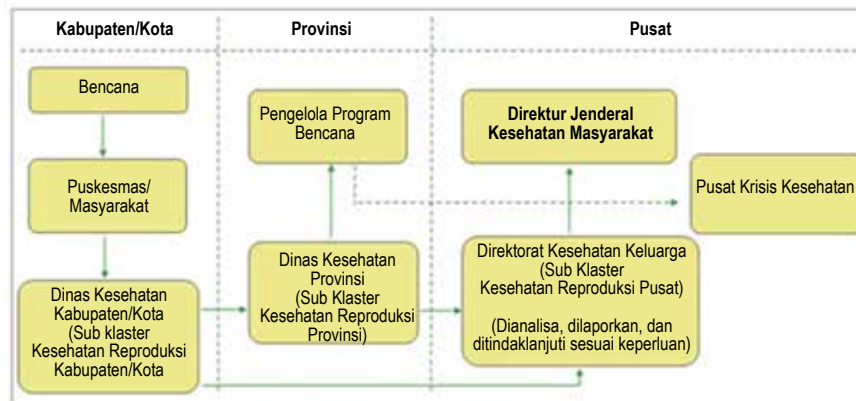 Kabupaten/Kota
Provinsi
Pusat
Bencana
Puskesmas/
Masyarakat
Dinas Kesehatan
Kabupaten/Kota
(Sub klaster
Kesehatan Reproduksi
Kabupaten/Kota
Pengelola Program
Bencana
Dinas Kesehatan
Provinsi
(Sub Klaster
Kesehatan Reproduksi
Provinsi)
Direktur Jenderal
Kesehatan Masyarakat
Pusat Krisis Kesehatan
Direktorat Kesehatan Keluarga
(Sub Klaster
Kesehatan Reproduksi Pusat)
(Dianalisa, dilaporkan, dan
ditindaklanjuti sesuai keperluan)